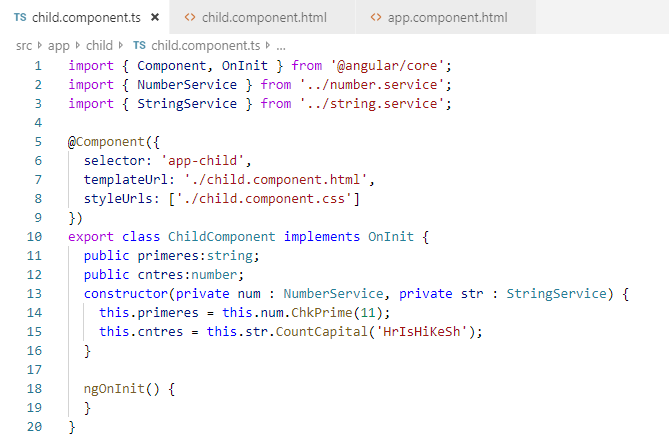 TS child.component.ts × <> child.component.html <> app.component.html
src > app > child > TS child.component.ts > ...
1 import { Component, OnInit } from '@angular/core';
2 import { NumberService } from '../number.service';
3 import { StringService } from '../string.service';
4
5 @Component({
6   selector: 'app-child',
7   templateUrl: './child.component.html',
8   styleUrls: ['./child.component.css']
9 })
10 export class ChildComponent implements OnInit {
11   public primeres:string;
12   public cntres:number;
13   constructor(private num : NumberService, private str : StringService) {
14     this.primeres = this.num.ChkPrime(11);
15     this.cntres = this.str.CountCapital('HrIsHiKeSh');
16   }
17
18   ngOnInit() {
19   }
20 }